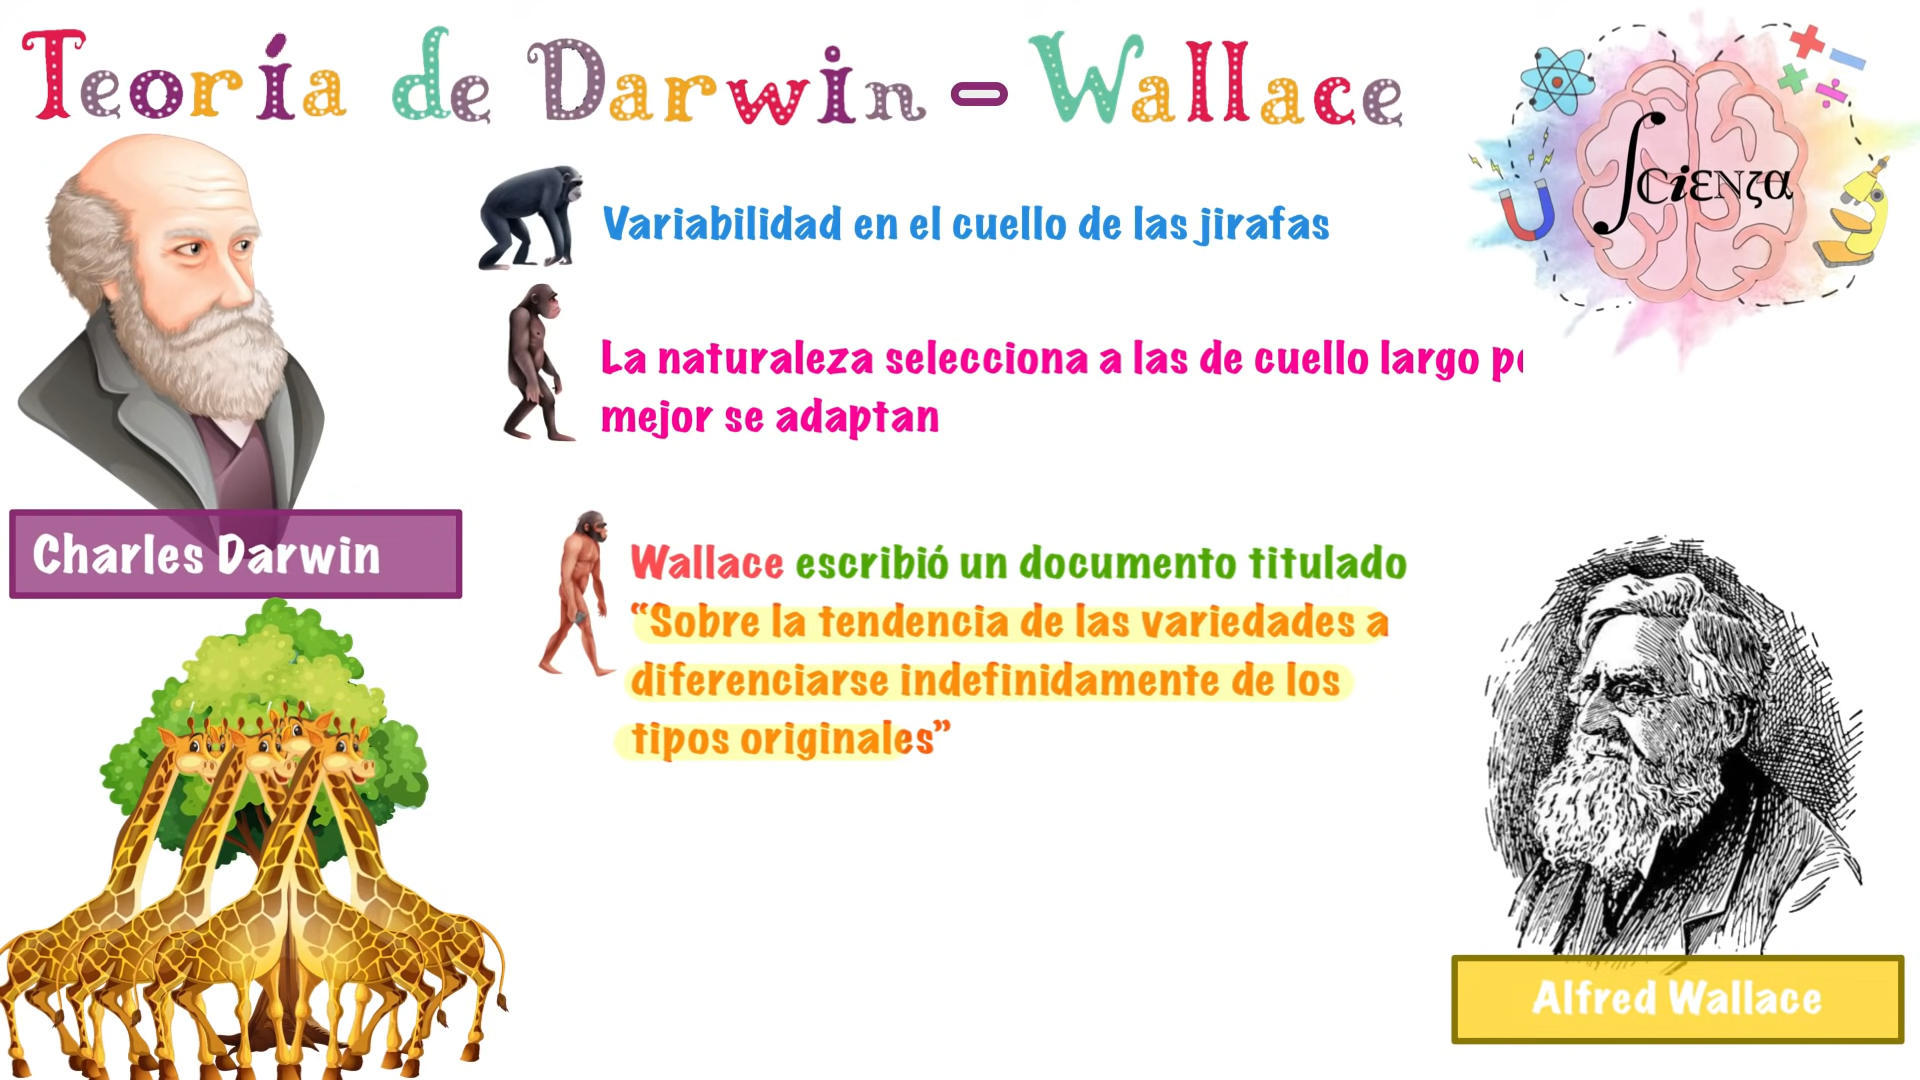 Teoría de Darwin - Wallace
Scienza
Variabilidad en el cuello de las jirafas
La naturaleza selecciona a las de cuello largo
mejor se adaptan
Charles Darwin
Wallace escribió un documento titulado
“Sobre la tendencia de las variedades a
diferenciarse indefinidamente de los
tipos originales”
Alfred Wallace